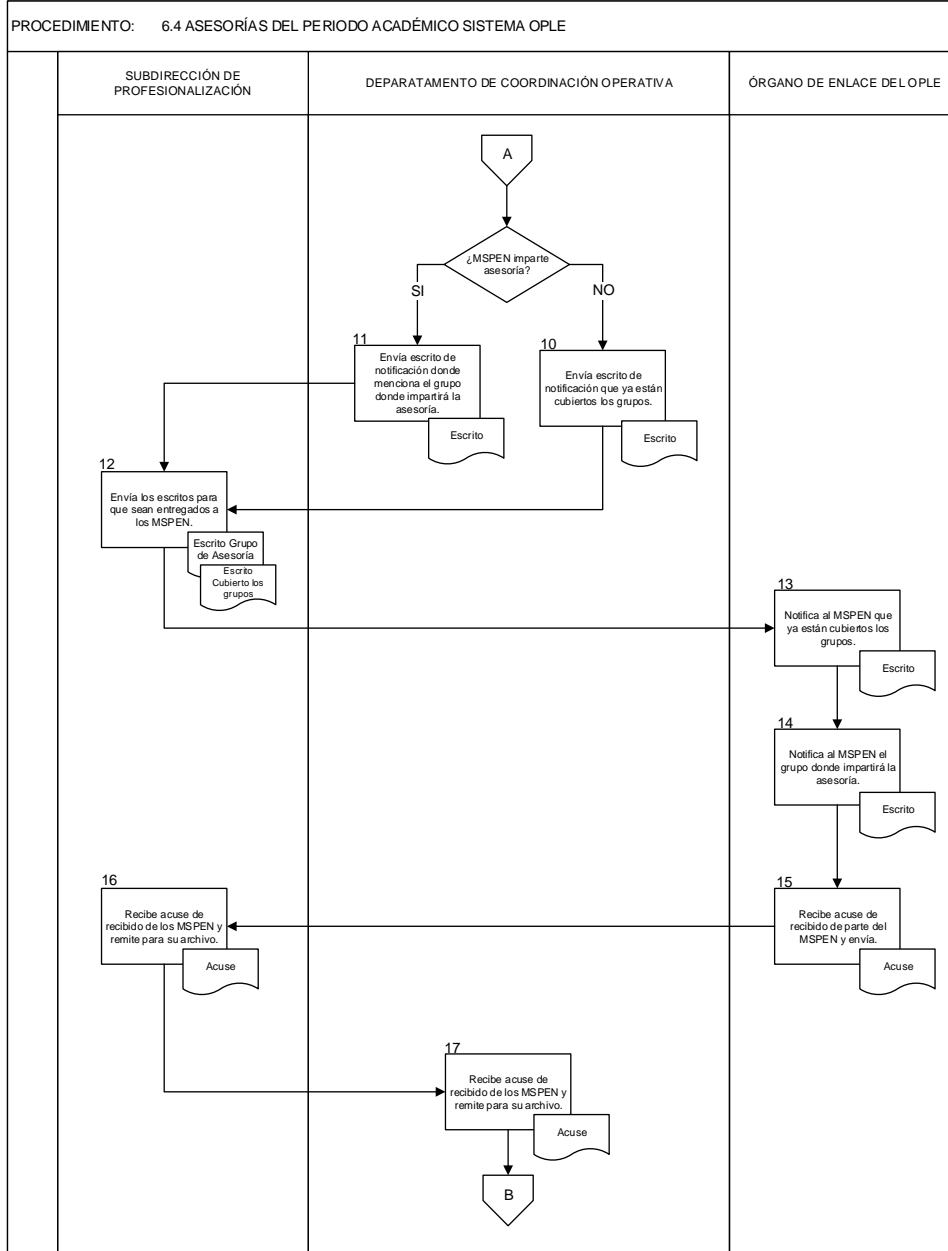 PROCEDIMIENTO: 6.4 ASESORÍAS DEL PERIODO ACADÉMICO SISTEMA OPLE
SUBDIRECCIÓN DE
PROFESIONALIZACIÓN
DEPARATAMENTO DE COORDINACIÓN OPERATIVA
ÓRGANO DE ENLACE DEL OPLE
A
¿MSPEN imparte
asesoría?
SI
NO
11
Envía escrito de
notificación donde
menciona el grupo
donde impartirá la
asesoría.
Escrito
10
Envía escrito de
notificación que ya están
cubiertos los grupos.
Escrito
12
Envía los escritos para
que sean entregados a
los MSPEN.
Escrito Grupo
de Asesoría
Escrito
Cubierto los
grupos
13
Notifica al MSPEN que
ya están cubiertos los
grupos.
Escrito
14
Notifica al MSPEN el
grupo donde impartirá la
asesoría.
Escrito
16
Recibe acuse de
recibido de los MSPEN y
remite para su archivo.
Acuse
15
Recibe acuse de
recibido de parte del
MSPEN y envía.
Acuse
17
Recibe acuse de
recibido de los MSPEN y
remite para su archivo.
Acuse
B